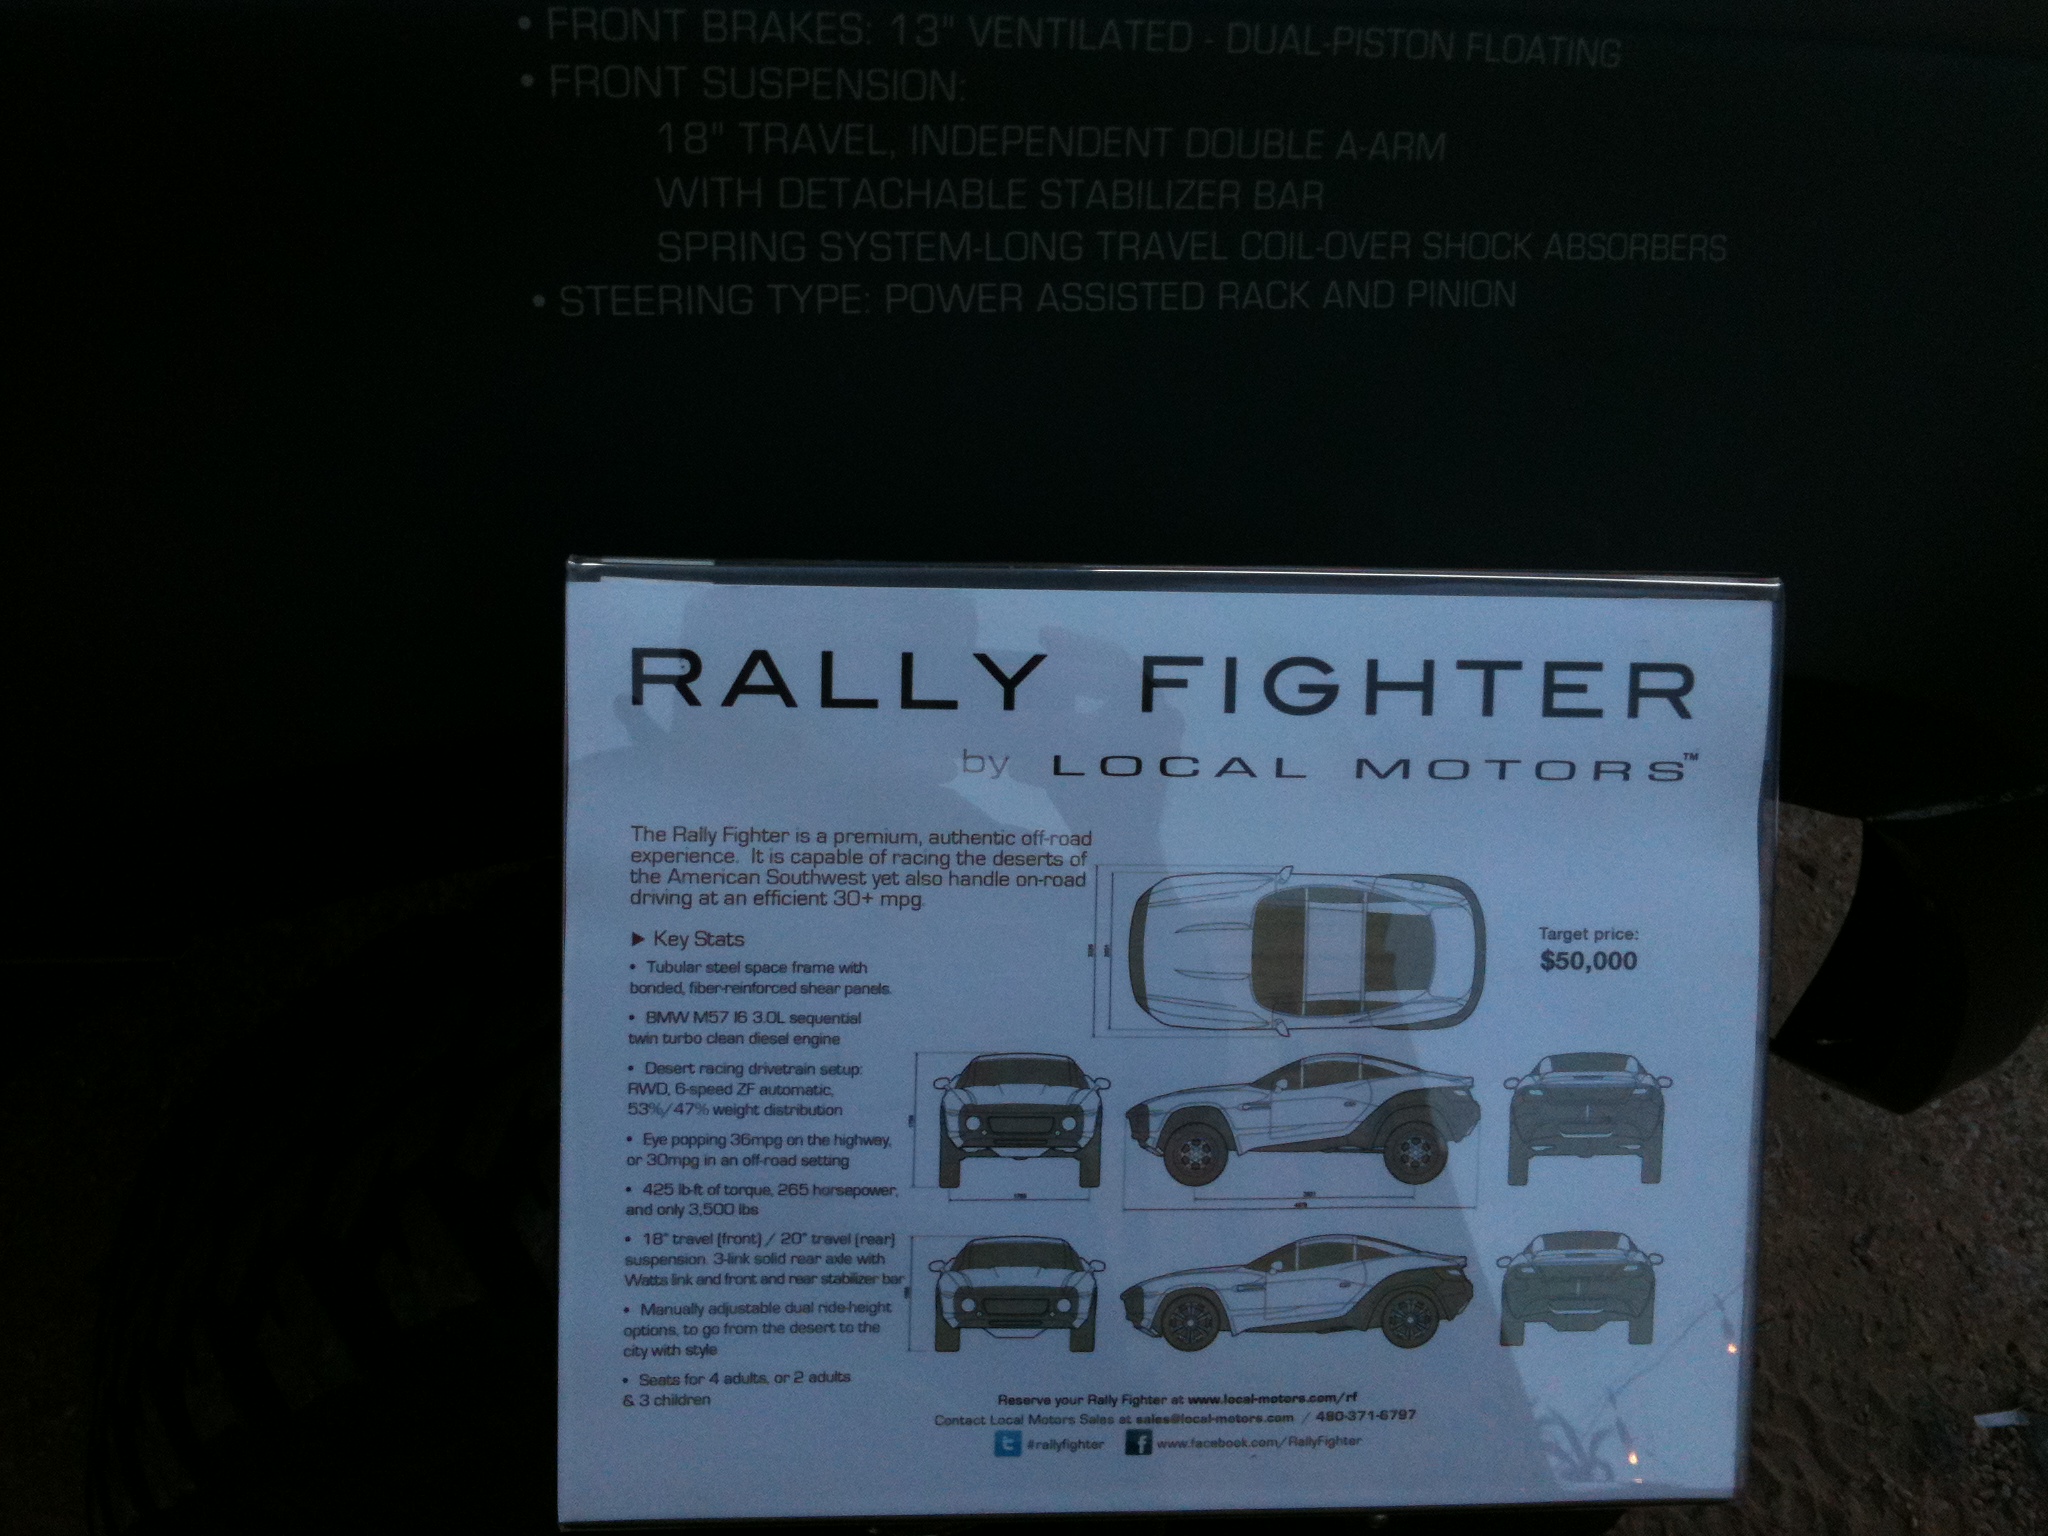 • FRONT BRAKES: 13" VENTILATED - DUAL-PISTON FLOATING
• FRONT SUSPENSION:
18" TRAVEL, INDEPENDENT DOUBLE A-ARM
WITH DETACHABLE STABILIZER BAR
SPRING SYSTEM-LONG TRAVEL COIL-OVER SHOCK ABSORBERS
• STEERING TYPE: POWER ASSISTED RACK AND PINION
RALLY FIGHTER
by LOCAL MOTORS™
The Rally Fighter is a premium, authentic off-road
experience. It is capable of racing the deserts of
the American Southwest yet also handle on-road
driving at an efficient 30+ mpg.
► Key Stats
• Tubular steel space frame with
bonded, fiber-reinforced shear panels.
• BMW M57 I6 3.0L sequential
twin turbo clean diesel engine
• Desert racing drivetrain setup:
RWD, 6-speed ZF automatic,
53%/47% weight distribution
• Eye popping 36mpg on the highway,
or 30mpg in an off-road setting
• 425 lb-ft of torque, 265 horsepower,
and only 3,500 lbs
• 18" travel (front) / 20" travel (rear)
suspension. 3-link solid rear axle with
Watts link and front and rear stabilizer bar
• Manually adjustable dual ride-height
options, to go from the desert to the
city with style
• Seats for 4 adults, or 2 adults
& 3 children
Target price:
$50,000
Reserve your Rally Fighter at www.local-motors.com/rf
Contact Local Motors Sales at sales@local-motors.com / 480-371-6797
t #rallyfighter f www.facebook.com/RallyFighter